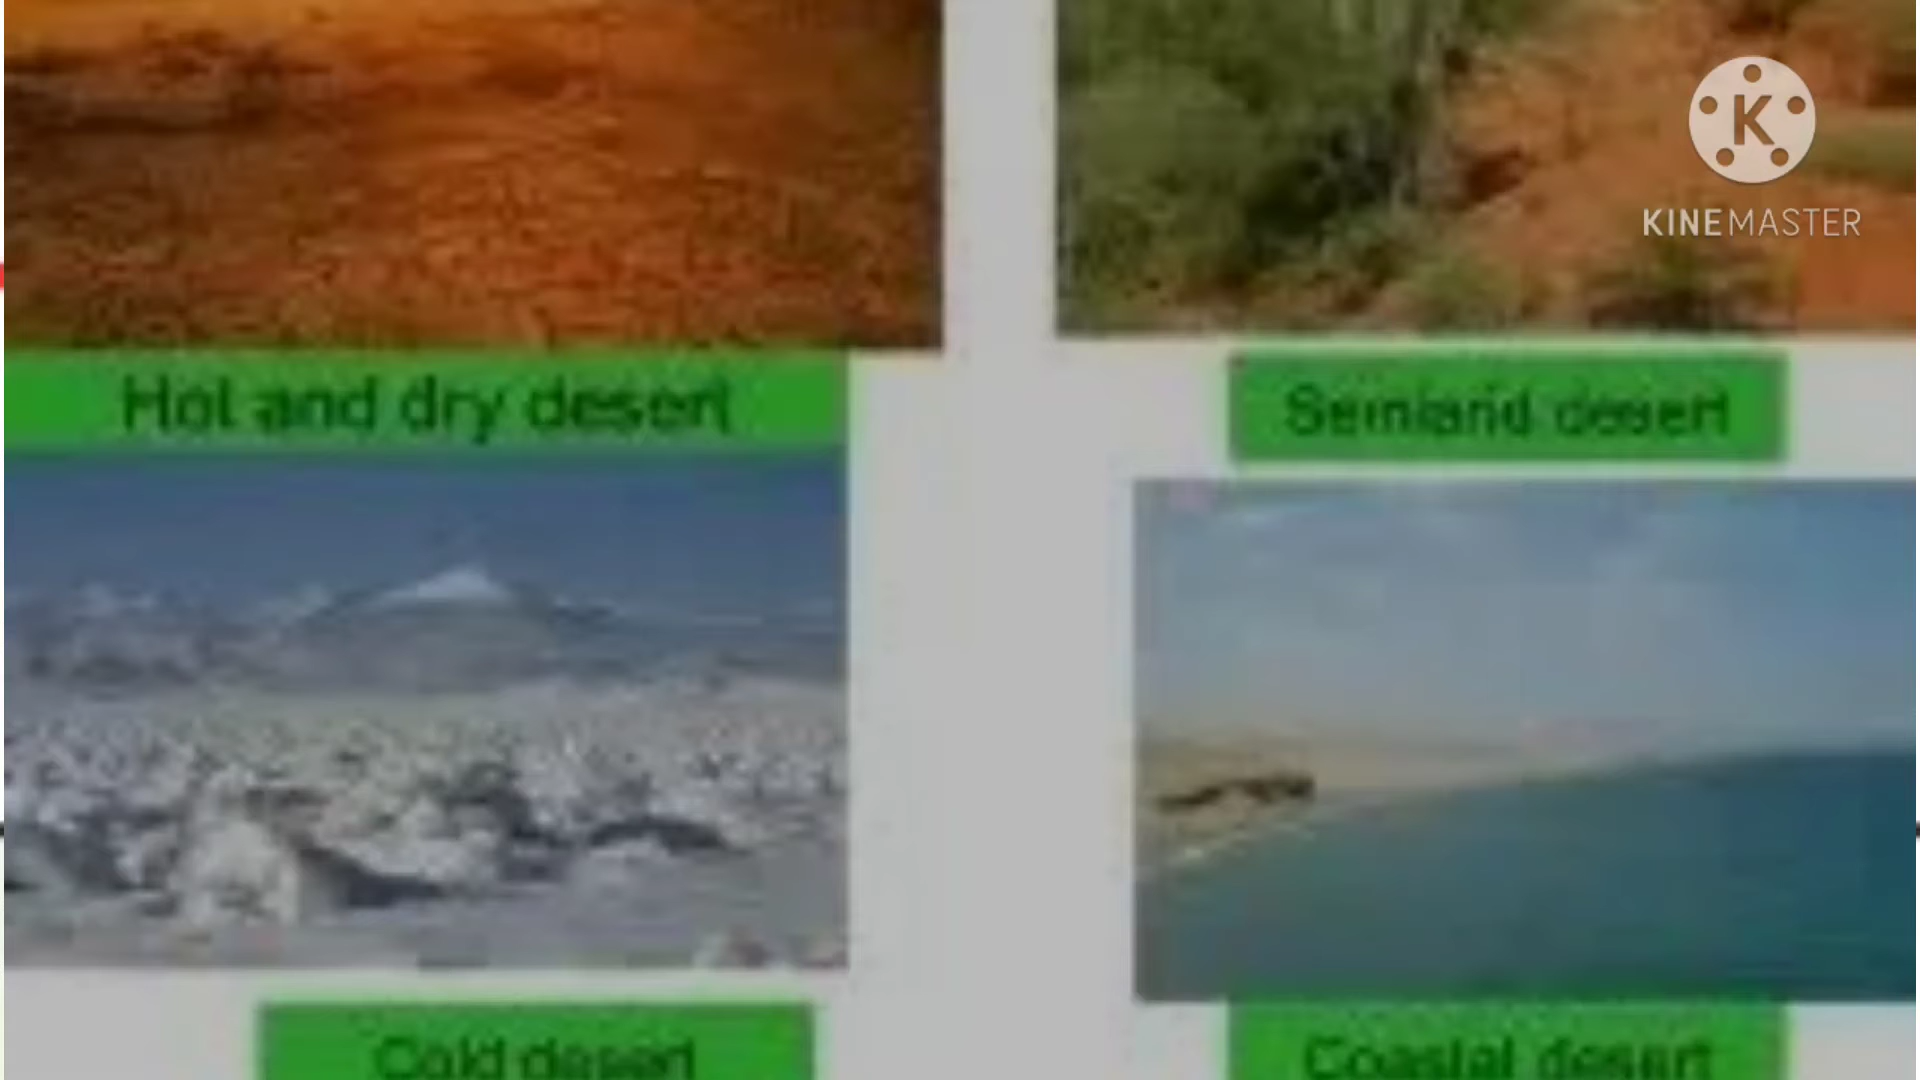 K
KINEMASTER
Hot and dry desert
Semiarid desert
Cold desert
Coastal desert